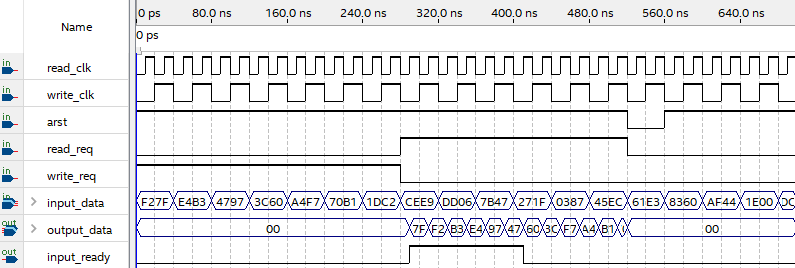 0 ps 80.0 ns 160.0 ns 240.0 ns 320.0 ns 400.0 ns 480.0 ns 560.0 ns 640.0 ns
Name
0 ps
in read_clk
in write_clk
in arst
in read_req
in write_req
in > input_data F27F E4B3 4797 3C60 A4F7 70B1 1DC2 CEE9 DD06 7B47 271F 0387 45EC 61E3 8360 AF44 1E00
out > output_data 00 7F F2 B3 E4 97 47 60 3C F7 A4 B1 00
out input_ready